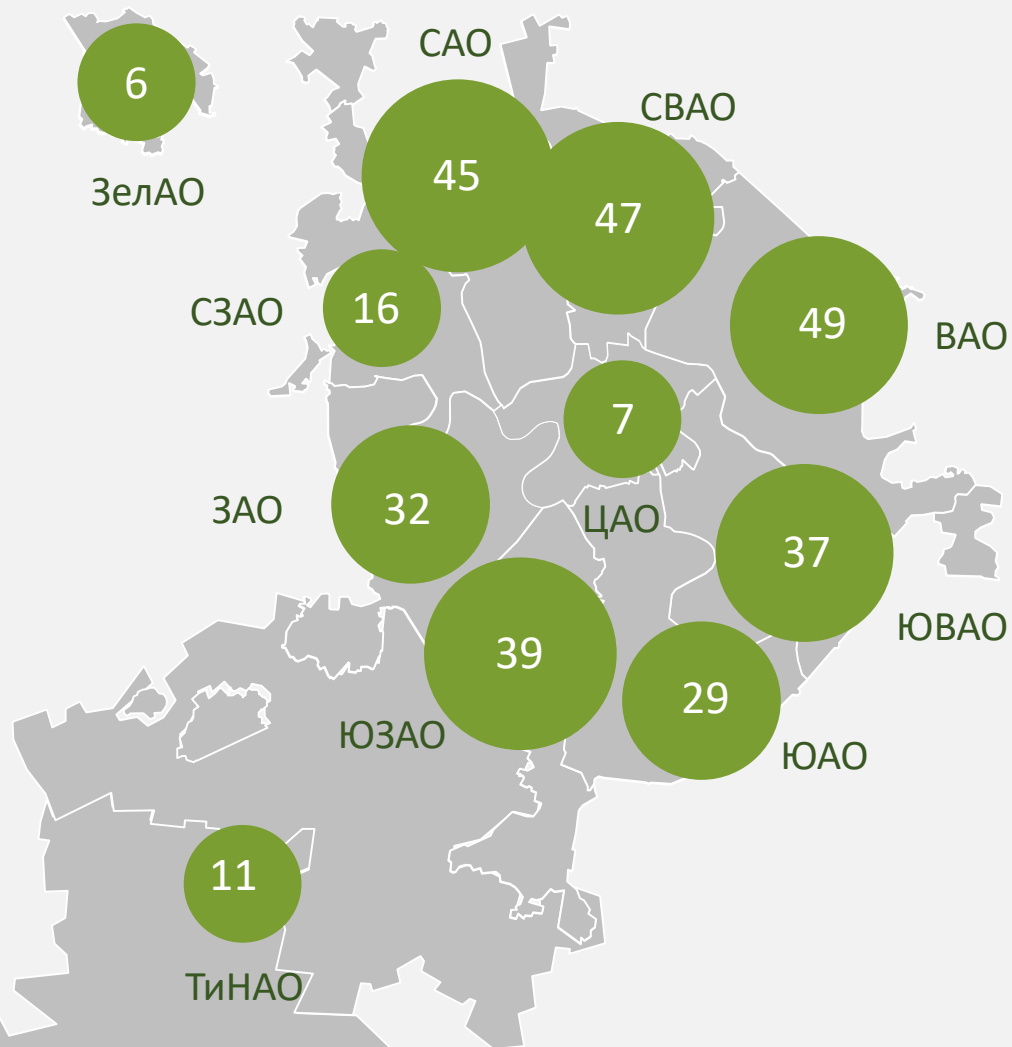 САО
6
СВАО
45
ЗелАО
47
СЗАО
16
49
ВАО
7
ЗАО
32
ЦАО
37
ЮВАО
39
29
ЮЗАО
ЮАО
11
ТиНАО